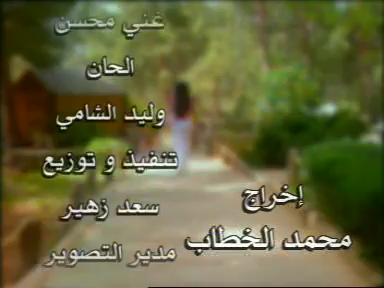 غني محسن
الحان
وليد الشامي
تنفيذ و توزيع
سعد زهير
مدير التصوير
إخراج
محمد الخطاب